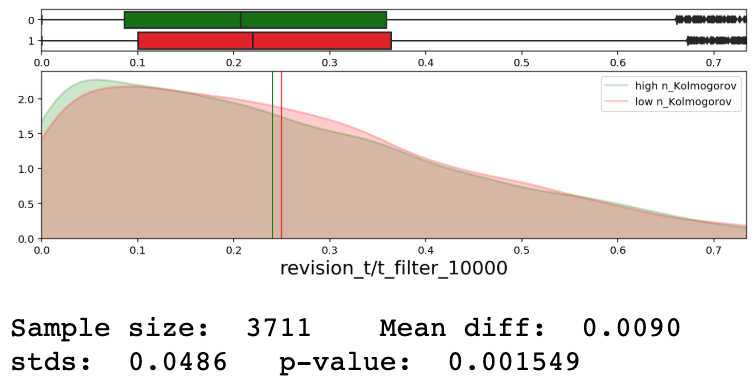 0
1
0.0 0.1 0.2 0.3 0.4 0.5 0.6 0.7
high n_Kolmogorov
low n_Kolmogorov
2.0
1.5
1.0
0.5
0.0
0.0 0.1 0.2 0.3 0.4 0.5 0.6 0.7
revision_t/t_filter_10000
Sample size: 3711 Mean diff: 0.0090
stds: 0.0486 p-value: 0.001549